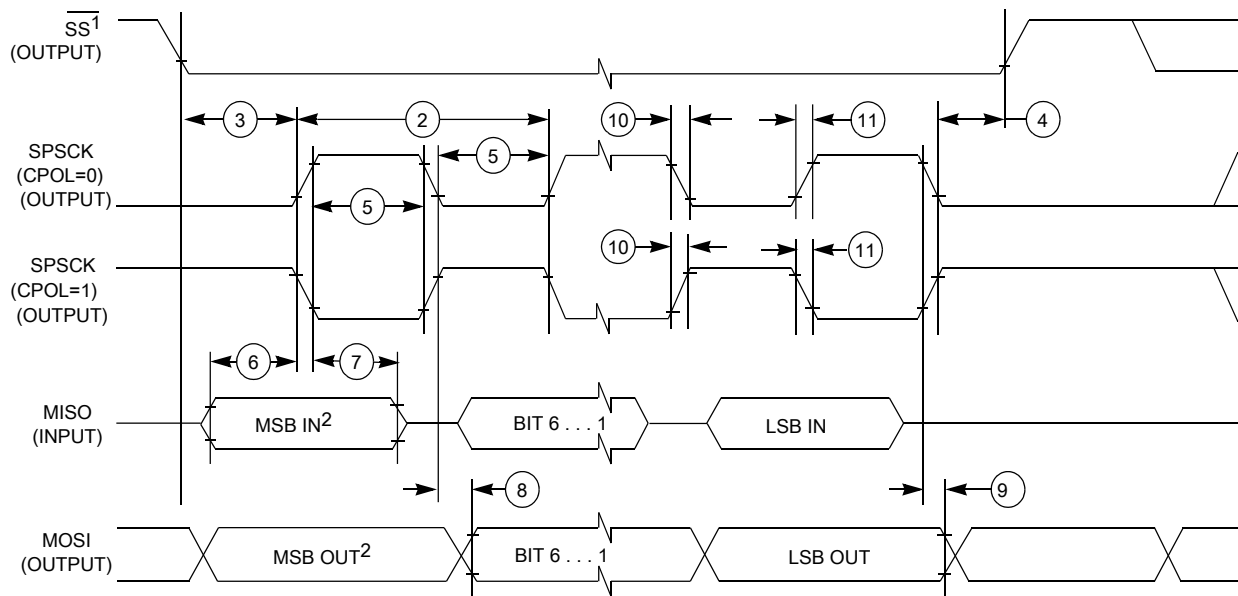 SS1
(OUTPUT)
3
2
10
11
4
SPSCK
(CPOL=0)
(OUTPUT)
5
5
SPSCK
(CPOL=1)
(OUTPUT)
10
11
6
7
MISO
(INPUT)
MSB IN2
BIT 6 . . . 1
LSB IN
8
9
MOSI
(OUTPUT)
MSB OUT2
BIT 6 . . . 1
LSB OUT